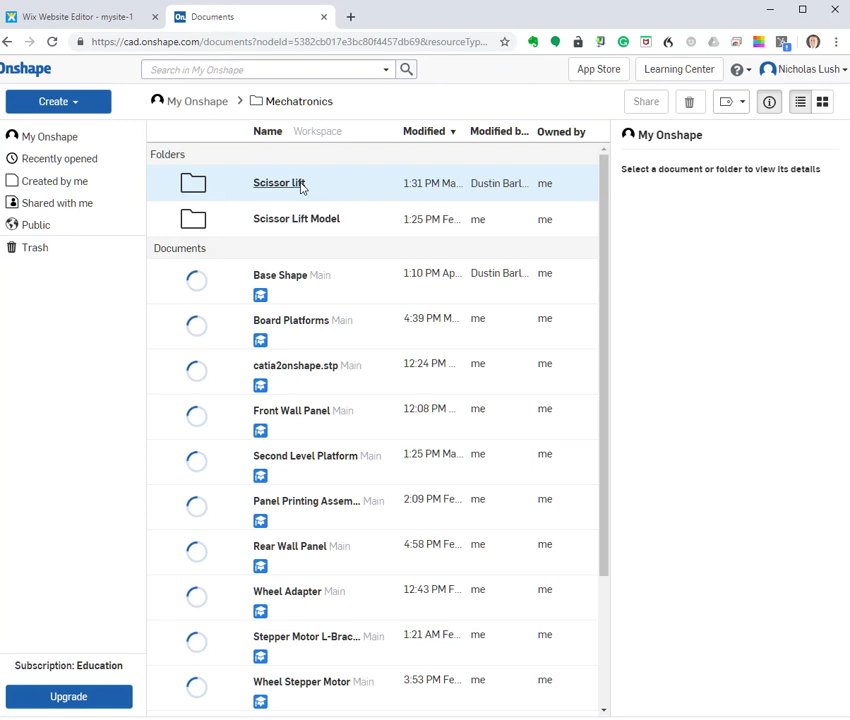 Wix Website Editor - mysite-1
On
Documents
https://cad.onshape.com/documents?nodeId=5382cb017e3bc80f4457db69&resourceTyp...
Onshape
Search in My Onshape
App Store
Learning Center
Nicholas Lush
Create
My Onshape
Mechatronics
Share
My Onshape
Recently opened
Created by me
Shared with me
Public
Trash
Name Workspace Modified Modified b... Owned by
Folders
Scissor lift 1:31 PM Ma... Dustin Barl... me
Scissor Lift Model 1:25 PM Fe... me me
Documents
Base Shape Main 1:10 PM Ap... Dustin Barl... me
Board Platforms Main 4:39 PM M... me me
catia2onshape.stp Main 12:24 PM ... me me
Front Wall Panel Main 12:08 PM ... me me
Second Level Platform Main 1:25 PM Ma... me me
Panel Printing Assem... Main 2:09 PM Fe... me me
Rear Wall Panel Main 4:58 PM Fe... me me
Wheel Adapter Main 12:43 PM F... me me
Stepper Motor L-Brac... Main 1:21 AM Fe... me me
Wheel Stepper Motor Main 3:53 PM Fe... me me
My Onshape
Select a document or folder to view its details
Subscription: Education
Upgrade